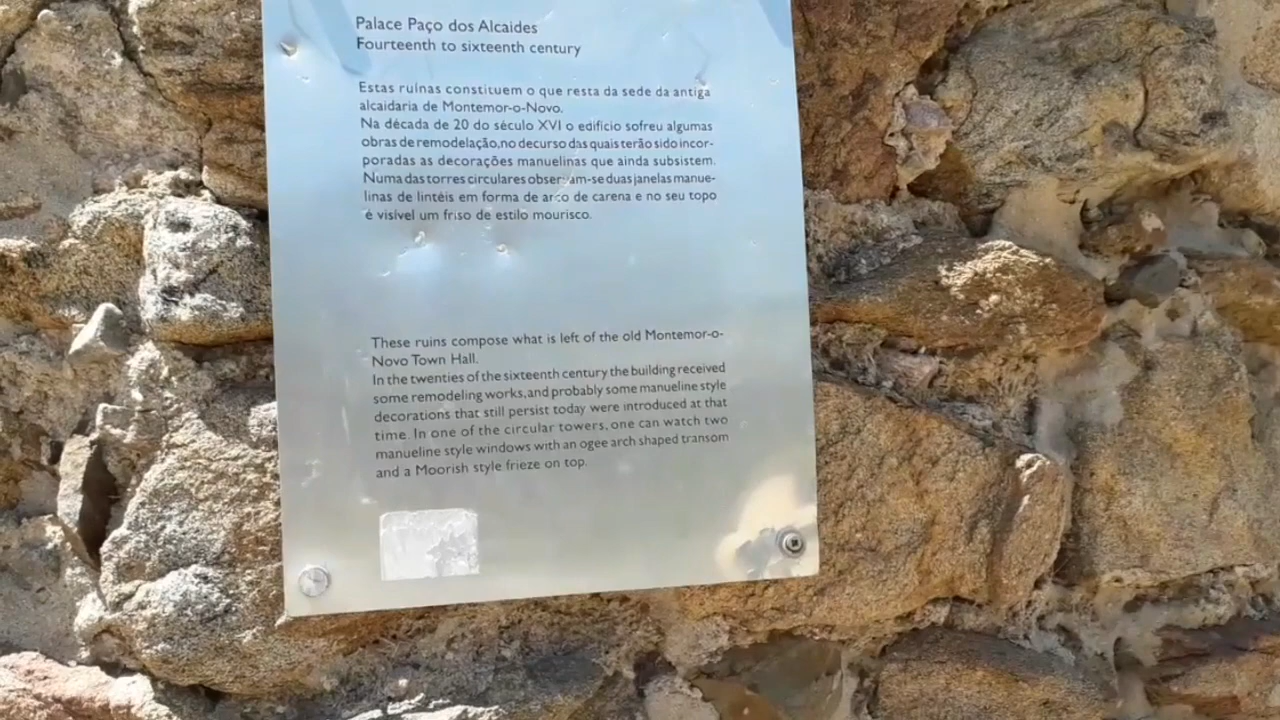 Palace Paço dos Alcaides
Fourteenth to sixteenth century
Estas ruínas constituem o que resta da sede da antiga
alcaidaria de Montemor-o-Novo.
Na década de 20 do século XVI o edifício sofreu algumas
obras de remodelação, no decurso das quais terão sido incor-
poradas as decorações manuelinas que ainda subsistem.
Numa das torres circulares observam-se duas janelas manue-
linas de lintéis em forma de arco de carena e no seu topo
é visível um friso de estilo mourisco.
These ruins compose what is left of the old Montemor-o-
Novo Town Hall.
In the twenties of the sixteenth century the building received
some remodeling works, and probably some manueline style
decorations that still persist today were introduced at that
time. In one of the circular towers, one can watch two
manueline style windows with an ogee arch shaped transom
and a Moorish style frieze on top.